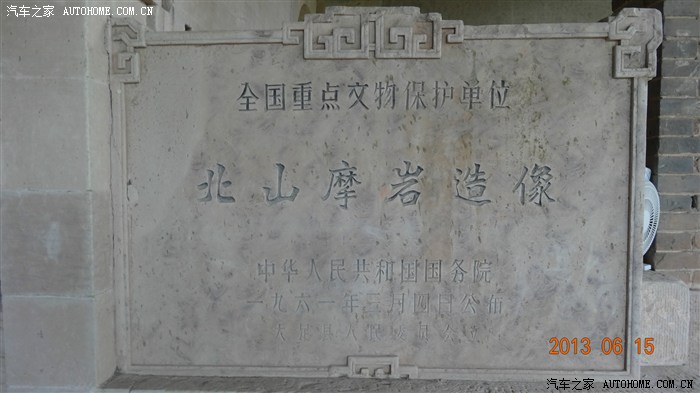 汽车之家 AUTOHOME.COM.CN
全国重点文物保护单位
北山摩岩造像
中华人民共和国国务院
一九六一年三月四日公布
2013 06 15
汽车之家 AUTOHOME.COM.CN